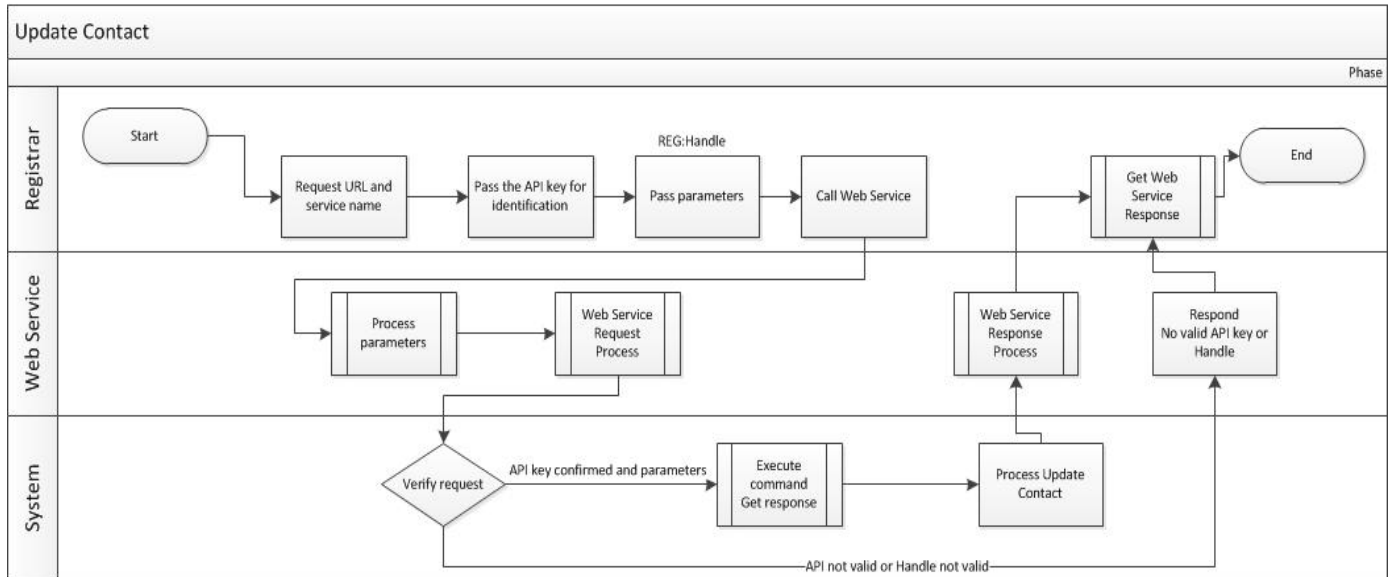 Update Contact
Phase
Registrar
Start
Request URL and
service name
Pass the API key for
identification
REG:Handle
Pass parameters
Call Web Service
Get Web
Service
Response
End
Web Service
Process
parameters
Web Service
Request
Process
Web Service
Response
Process
Respond
No valid API key or
Handle
System
Verify request
API key confirmed and parameters
Execute
command
Get response
Process Update
Contact
API not valid or Handle not valid